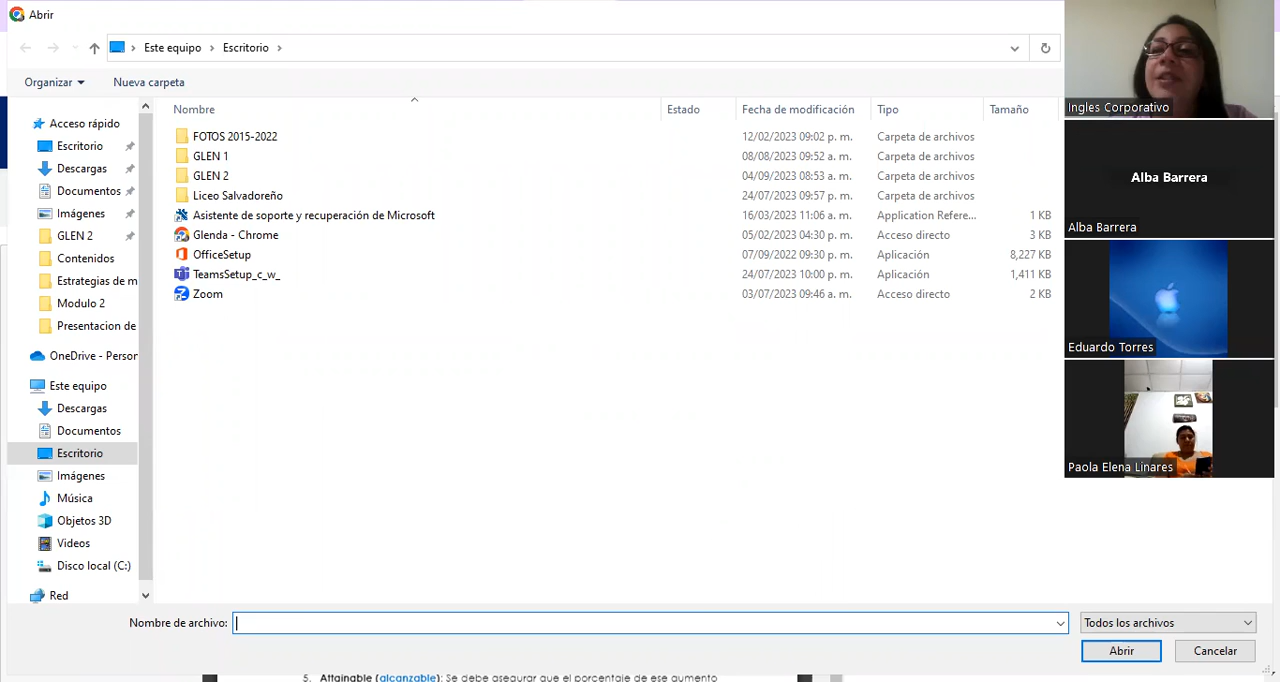 Abrir
Este equipo > Escritorio >
Organizar Nueva carpeta
Acceso rápido
Escritorio
Descargas
Documentos
Imágenes
GLEN 2
Contenidos
Estrategias de m
Modulo 2
Presentacion de
OneDrive - Person
Este equipo
Descargas
Documentos
Escritorio
Imágenes
Música
Objetos 3D
Videos
Disco local (C:)
Red
Nombre Estado Fecha de modificación Tipo Tamaño
FOTOS 2015-2022 12/02/2023 09:02 p. m. Carpeta de archivos
GLEN 1 08/08/2023 09:52 a. m. Carpeta de archivos
GLEN 2 04/09/2023 08:53 a. m. Carpeta de archivos
Liceo Salvadoreño 24/07/2023 09:57 p. m. Carpeta de archivos
Asistente de soporte y recuperación de Microsoft 16/03/2023 11:06 a. m. Application Refere... 1 KB
Glenda - Chrome 05/02/2023 04:30 p. m. Acceso directo 3 KB
OfficeSetup 07/09/2022 09:30 p. m. Aplicación 8,227 KB
TeamsSetup_c_w_ 24/07/2023 10:00 p. m. Aplicación 1,411 KB
Zoom 03/07/2023 09:46 a. m. Acceso directo 2 KB
Nombre de archivo: Todos los archivos
Abrir Cancelar
5. Attainable (alcanzable): Se debe asegurar que el porcentaje de ese aumento
Ingles Corporativo
Alba Barrera
Alba Barrera
Eduardo Torres
Paola Elena Linares